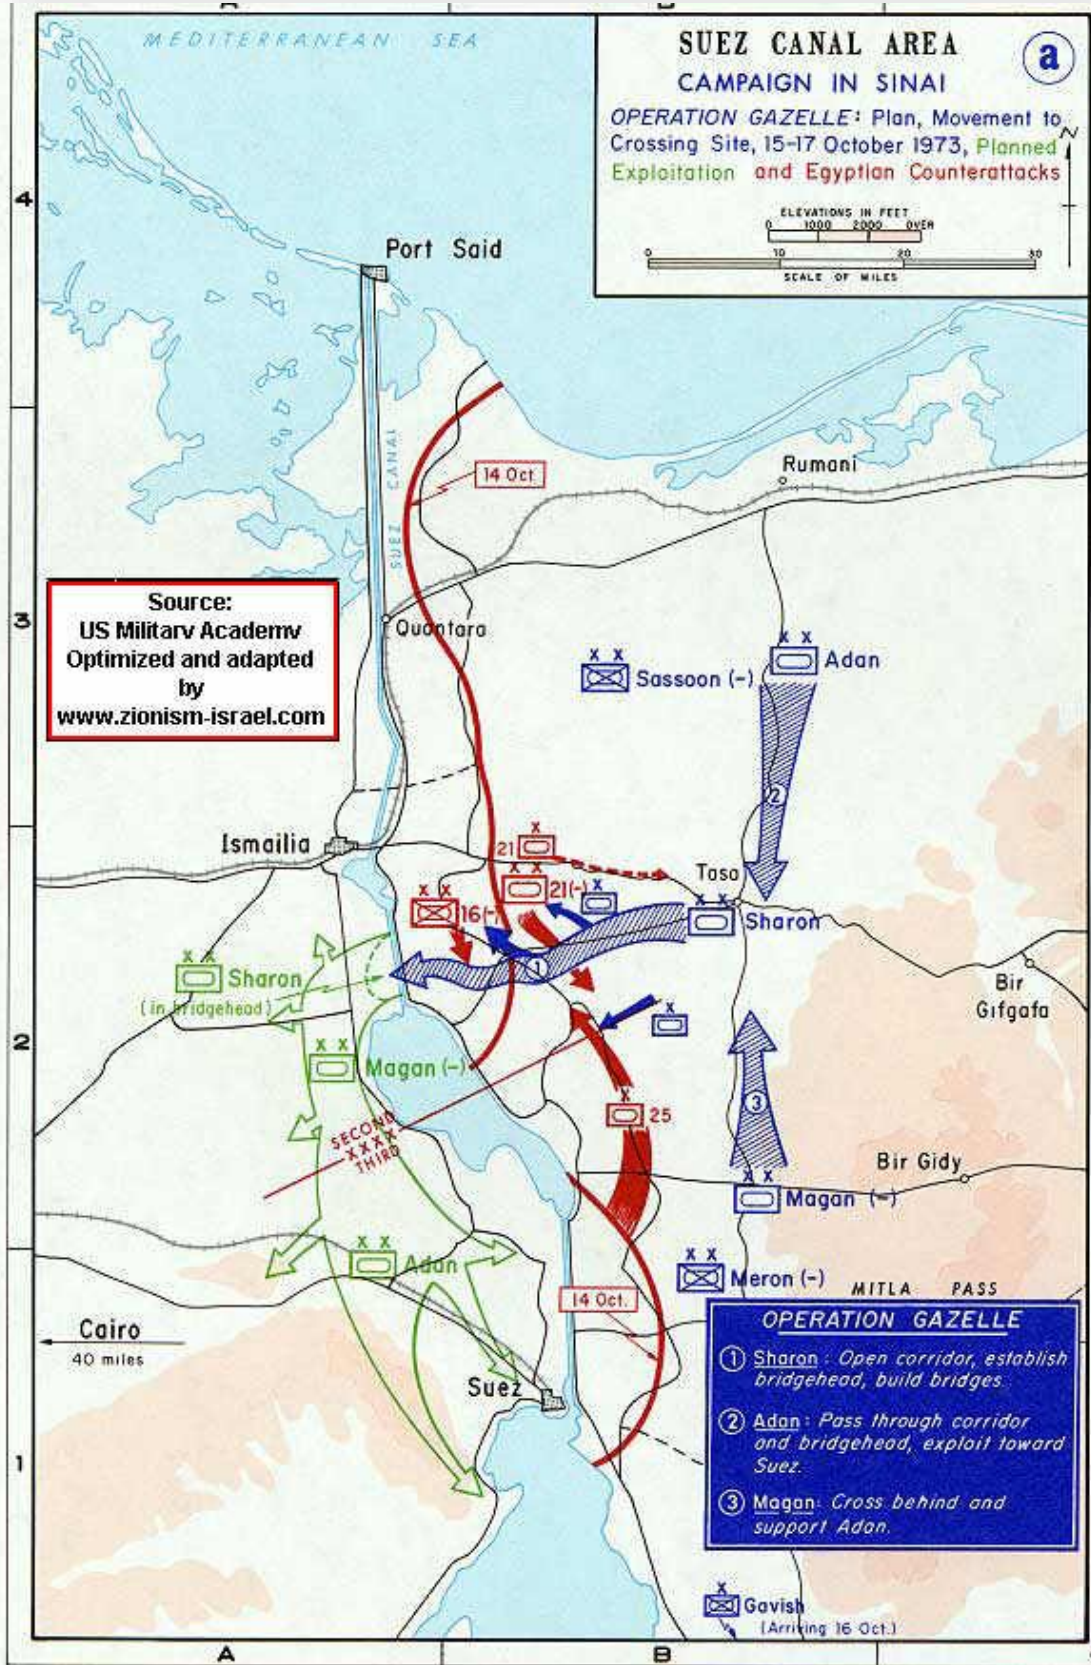 A
B
MEDITERRANEAN SEA
SUEZ CANAL AREA
a
CAMPAIGN IN SINAI
OPERATION GAZELLE: Plan, Movement to
Crossing Site, 15-17 October 1973, Planned
Exploitation and Egyptian Counterattacks
N
ELEVATIONS IN FEET
0 1000 2000 OVER
0 10 20 30
SCALE OF MILES
4
Port Said
SUEZ CANAL
14 Oct.
Rumani
3
Source:
US Military Academy
Optimized and adapted
by
www.zionism-israel.com
Quantara
X X
Sassoon (-)
X X
Adan
2
Ismailia
X
21
X X
21(-)
X X
16(-)
X
Tasa
X X
Sharon
1
X X
Sharon
(in bridgehead)
Bir
Gifgafa
X
2
X X
Magan (-)
X
25
3
SECOND
XXXX
THIRD
Bir Gidy
X X
Magan (-)
X X
Adan
X X
Meron (-)
14 Oct.
MITLA PASS
Cairo
40 miles
Suez
OPERATION GAZELLE
1 Sharon: Open corridor, establish
bridgehead, build bridges.
2 Adan: Pass through corridor
and bridgehead, exploit toward
Suez.
3 Magan: Cross behind and
support Adan.
1
X
Gavish
(Arriving 16 Oct.)
A
B